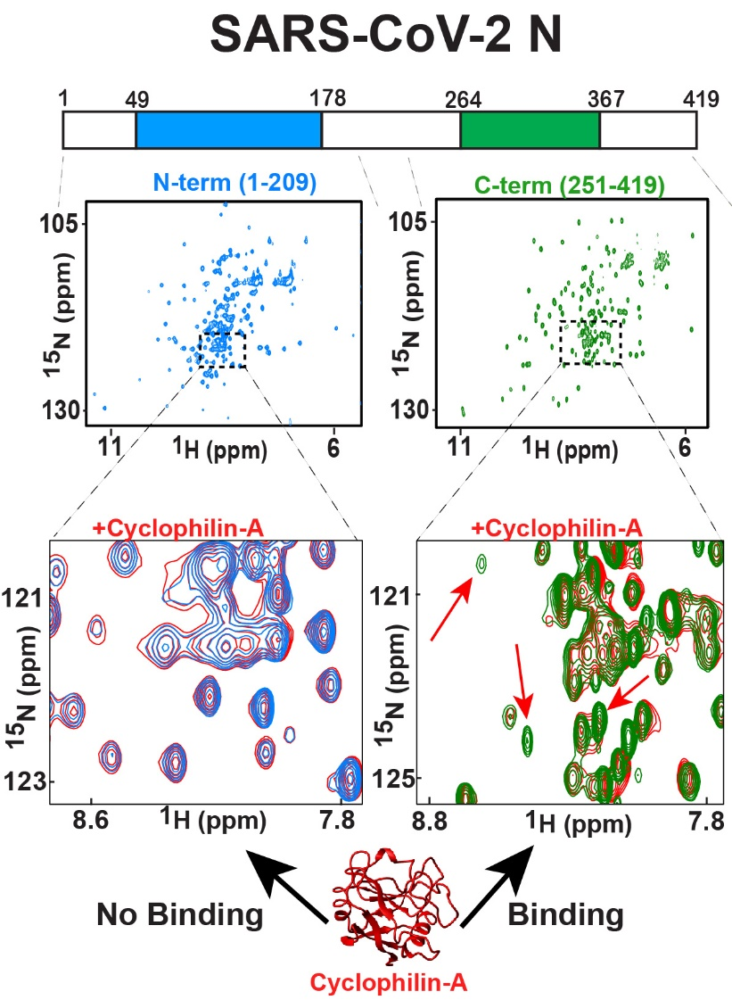 SARS-CoV-2 N
1 49 178 264 367 419
N-term (1-209) C-term (251-419)
105 105
15N (ppm) 15N (ppm)
130 130
11 1H (ppm) 6 11 1H (ppm) 6
+Cyclophilin-A +Cyclophilin-A
121 121
15N (ppm) 15N (ppm)
123 125
8.6 1H (ppm) 7.8 8.8 1H (ppm) 7.8
No Binding Binding
Cyclophilin-A